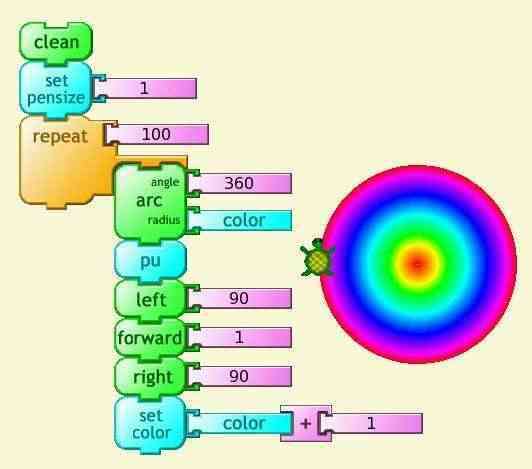 clean
set
pensize 1
repeat 100
angle 360
arc
radius color
pu
left 90
forward 1
right 90
set
color color + 1